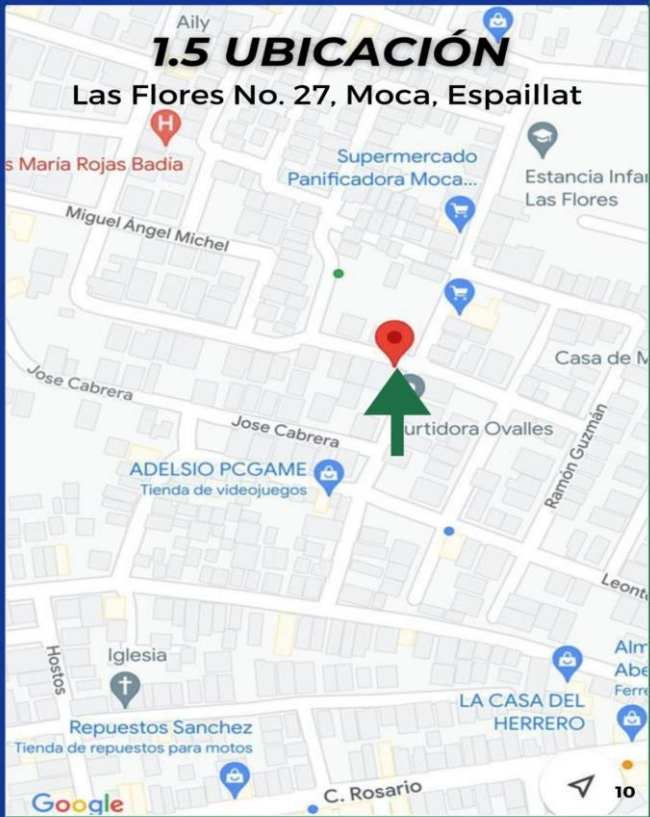 Aily
1.5 UBICACIÓN
Las Flores No. 27, Moca, Espaillat
H
s María Rojas Badia
Supermercado
Panificadora Moca...
Estancia Infa
Las Flores
Miguel Ángel Michel
Casa de M
Jose Cabrera
Jose Cabrera
urtidora Ovalles
Ramón Guzmán
ADELSIO PCGAME
Tienda de videojuegos
Leont
Hostos
Iglesia
Alm
Abe
Ferre
LA CASA DEL
HERRERO
Repuestos Sanchez
Tienda de repuestos para motos
C. Rosario
10
Google